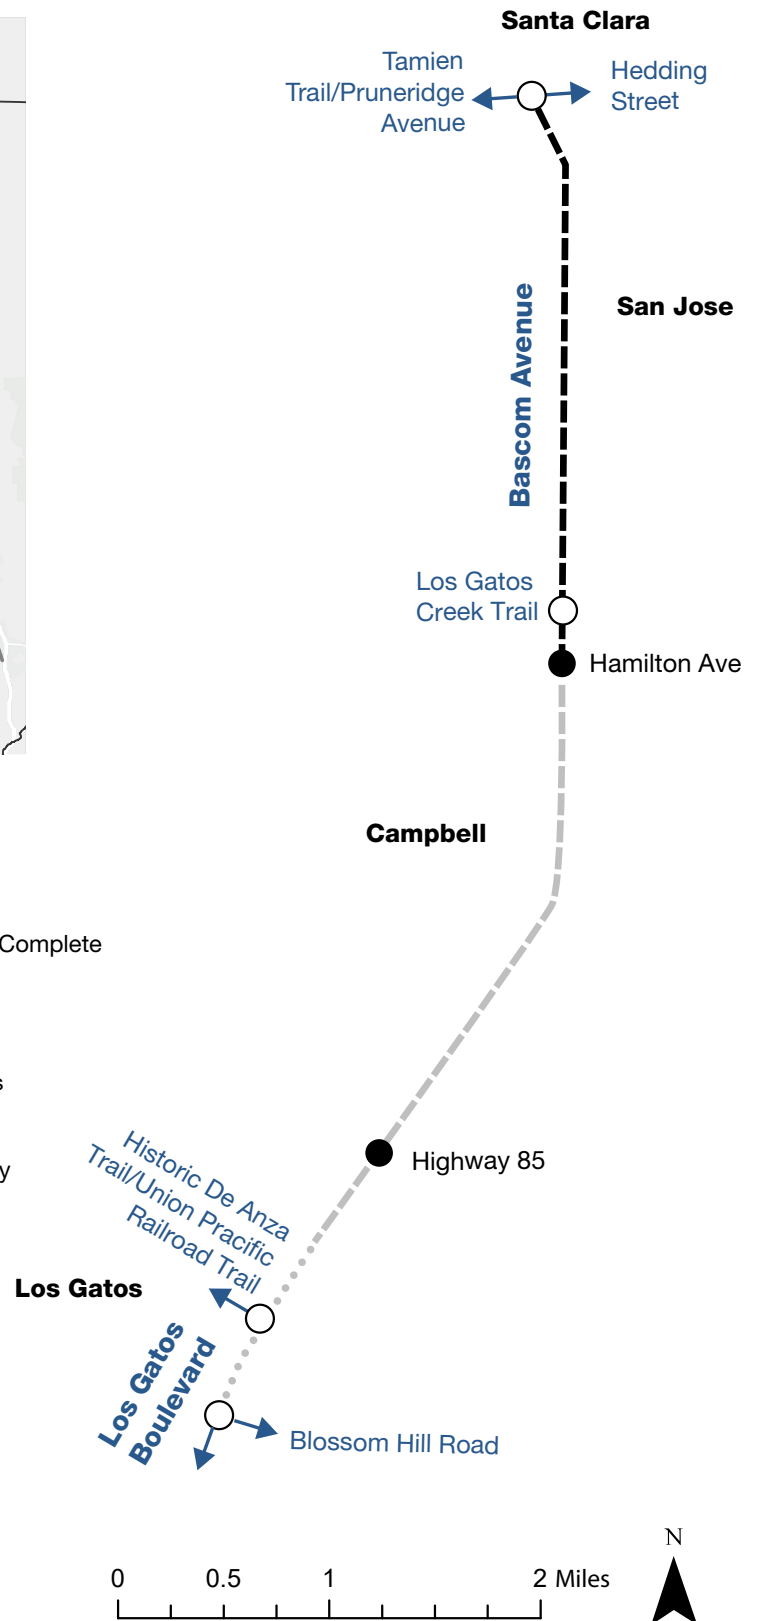 Santa Clara
Tamien
Trail/Pruneridge
Avenue
Hedding
Street
San Jose
Bascom Avenue
Los Gatos
Creek Trail
Hamilton Ave
Campbell
Complete
s
y
Highway 85
Historic De Anza
Trail/Union Pracific
Railroad Trail
Los Gatos
Los Gatos
Boulevard
Blossom Hill Road
N
0 0.5 1 2 Miles